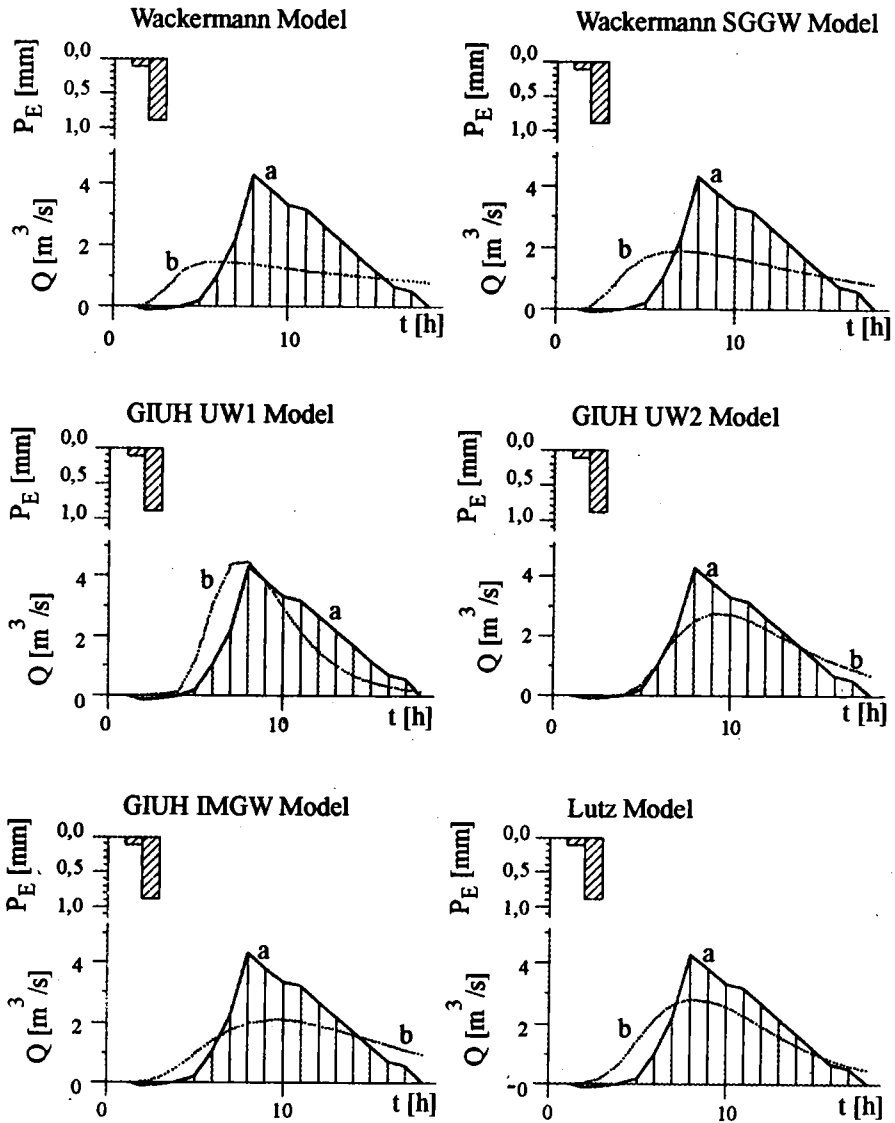 Wackermann Model
P_E [mm]
0,0
0,5
1,0
Q [m³/s]
4
2
0
a
b
0
10
t [h]
Wackermann SGGW Model
P_E [mm]
0,0
0,5
1,0
Q [m³/s]
4
2
0
a
b
0
10
t [h]
GIUH UW1 Model
P_E [mm]
0,0
0,5
1,0
Q [m³/s]
4
2
0
b
a
0
10
t [h]
GIUH UW2 Model
P_E [mm]
0,0
0,5
1,0
Q [m³/s]
4
2
0
a
b
0
10
t [h]
GIUH IMGW Model
P_E [mm]
0,0
0,5
1,0
Q [m³/s]
4
2
0
a
b
0
10
t [h]
Lutz Model
P_E [mm]
0,0
0,5
1,0
Q [m³/s]
4
2
0
a
b
0
10
t [h]